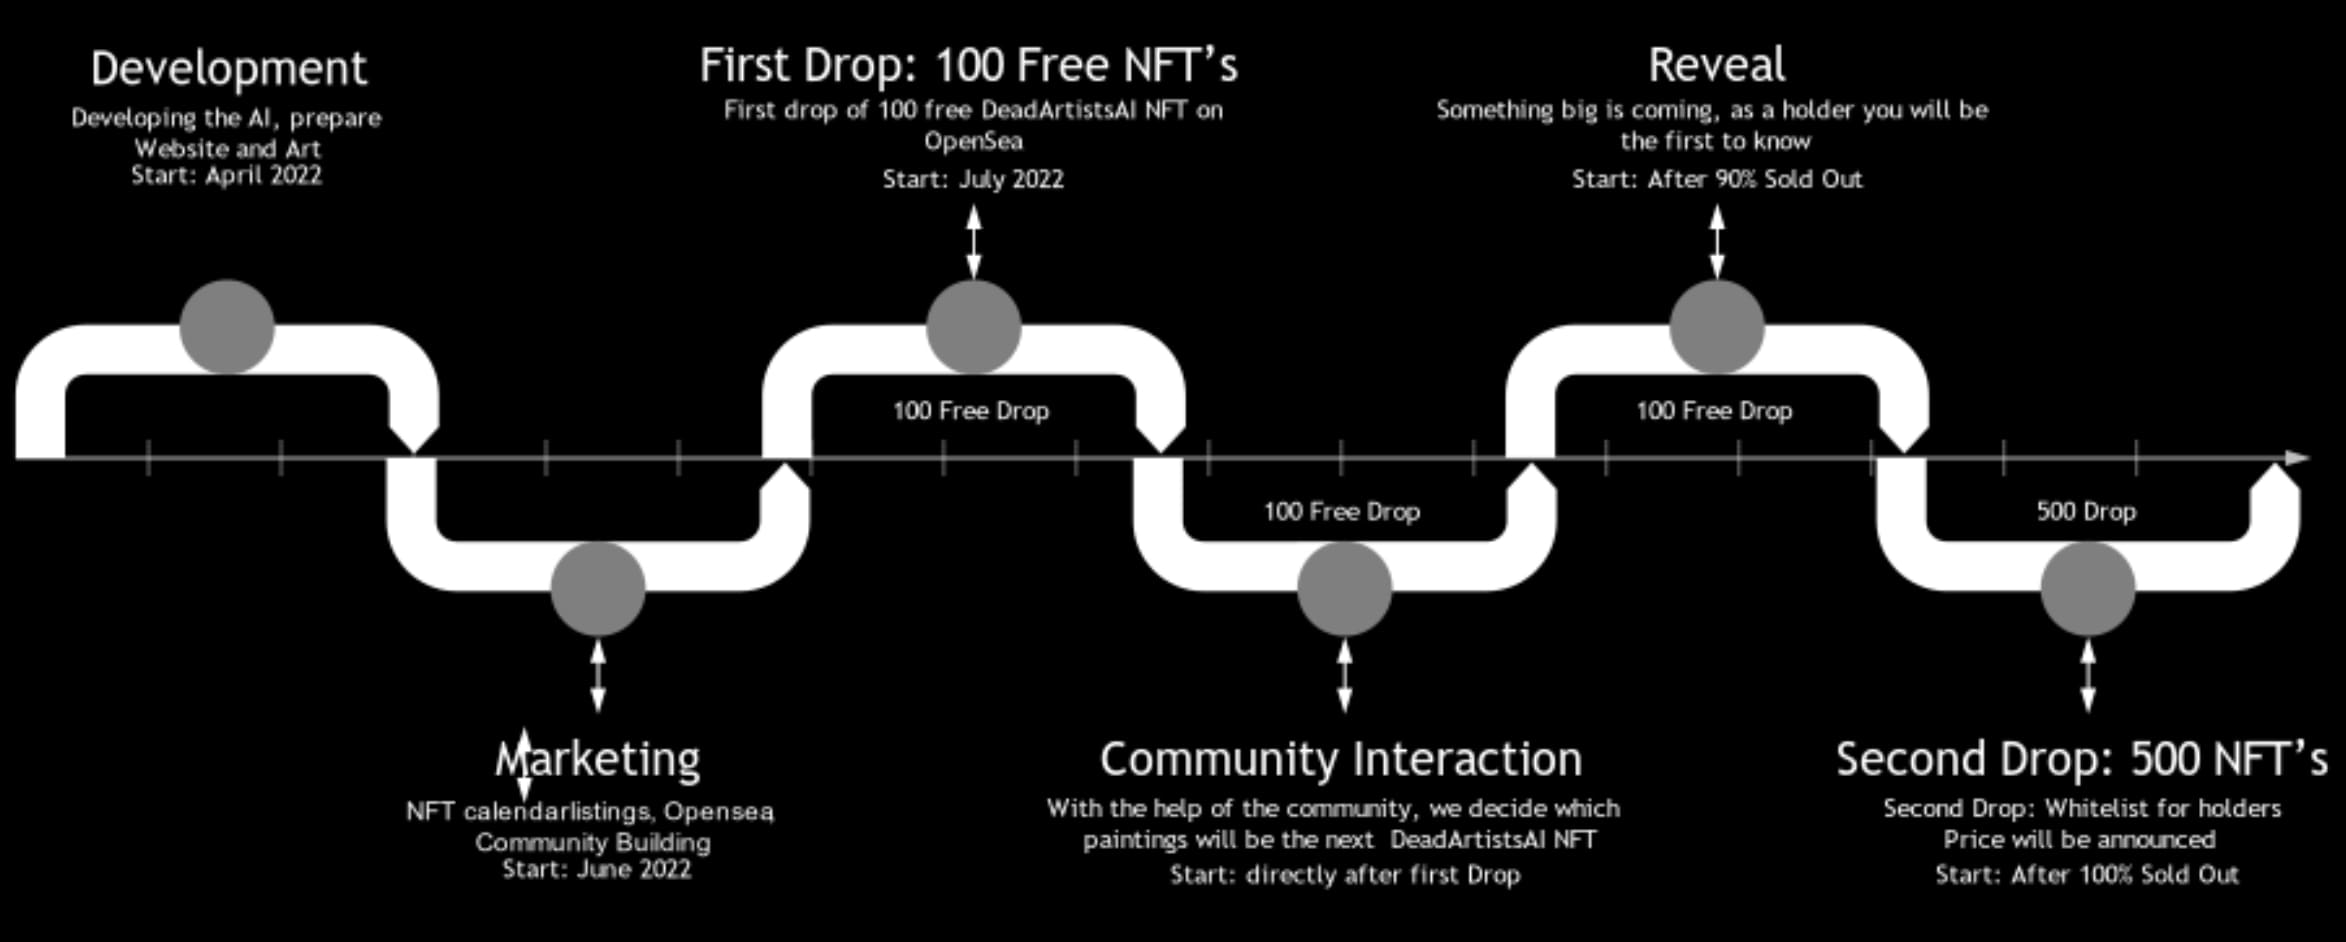 Development
Developing the AI, prepare
Website and Art
Start: April 2022
First Drop: 100 Free NFT’s
First drop of 100 free DeadArtistsAI NFT on
OpenSea
Start: July 2022
Reveal
Something big is coming, as a holder you will be
the first to know
Start: After 90% Sold Out
100 Free Drop
100 Free Drop
100 Free Drop
500 Drop
Marketing
NFT calendarlistings, Opensea
Community Building
Start: June 2022
Community Interaction
With the help of the community, we decide which
paintings will be the next DeadArtistsAI NFT
Start: directly after first Drop
Second Drop: 500 NFT’s
Second Drop: Whitelist for holders
Price will be announced
Start: After 100% Sold Out